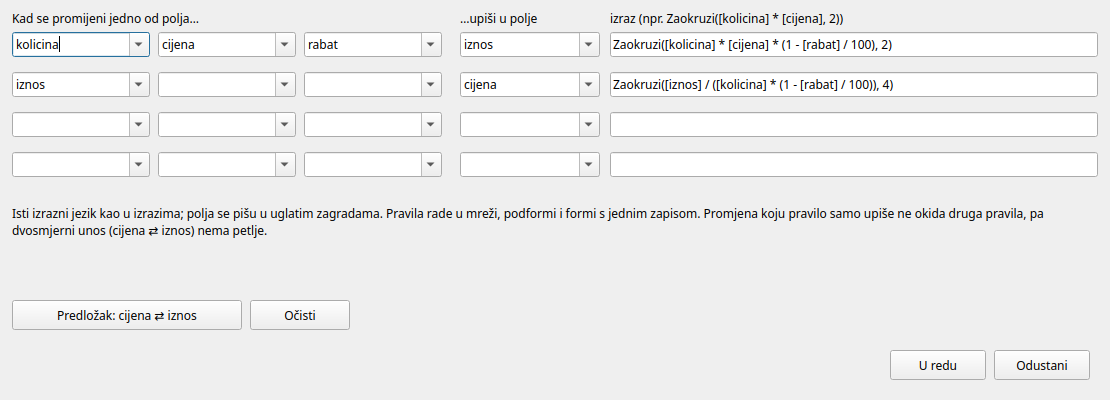 Kad se promijeni jedno od polja... ...upiši u polje izraz (npr. Zaokruzi([kolicina] * [cijena], 2))
kolicina cijena rabat iznos Zaokruzi([kolicina] * [cijena] * (1 - [rabat] / 100), 2)
iznos cijena Zaokruzi([iznos] / ([kolicina] * (1 - [rabat] / 100)), 4)
Isti izrazni jezik kao u izrazima; polja se pišu u uglatim zagradama. Pravila rade u mreži, podformi i formi s jednim zapisom. Promjena koju pravilo samo upiše ne okida druga pravila, pa
dvosmjerni unos (cijena ⇄ iznos) nema petlje.
Predložak: cijena ⇄ iznos Očisti
U redu Odustani